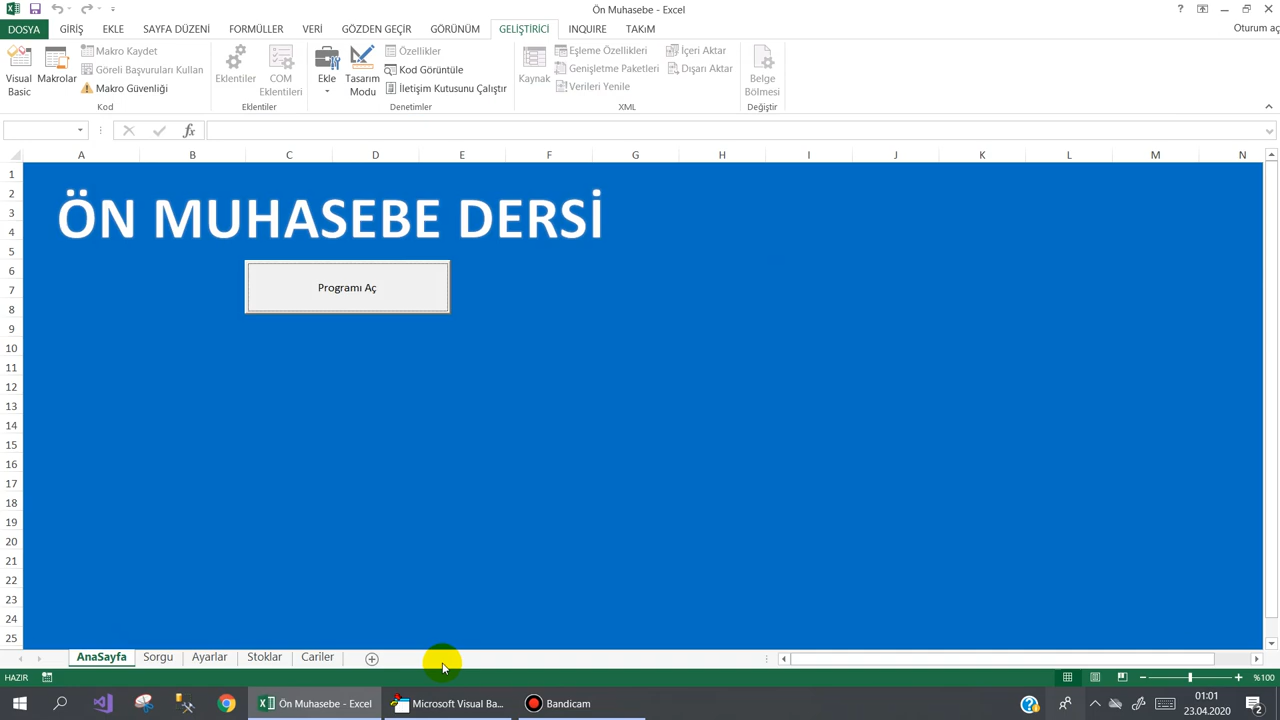 Ön Muhasebe - Excel
DOSYA GİRİŞ EKLE SAYFA DÜZENİ FORMÜLLER VERİ GÖZDEN GEÇİR GÖRÜNÜM GELİŞTİRİCİ INQUIRE TAKıM Oturum aç
Visual Basic
Makrolar
Makro Kaydet
Göreli Başvuruları Kullan
Makro Güvenliği
Kod
Eklentiler
COM Eklentileri
Eklentiler
Ekle
Tasarım Modu
Özellikler
Kod Görüntüle
İletişim Kutusunu Çalıştır
Denetimler
Kaynak
Eşleme Özellikleri
Genişletme Paketleri
Verileri Yenile
İçeri Aktar
Dışarı Aktar
XML
Belge Bölmesi
Değiştir
fx
A B C D E F G H I J K L M N
1
2
3
4
5
6
7
8
9
10
11
12
13
14
15
16
17
18
19
20
21
22
23
24
25
ÖN MUHASEBE DERSİ
Programı Aç
AnaSayfa Sorgu Ayarlar Stoklar Cariler
HAZIR
%100
Ön Muhasebe - Excel
Microsoft Visual Ba...
Bandicam
01:01
23.04.2020
2